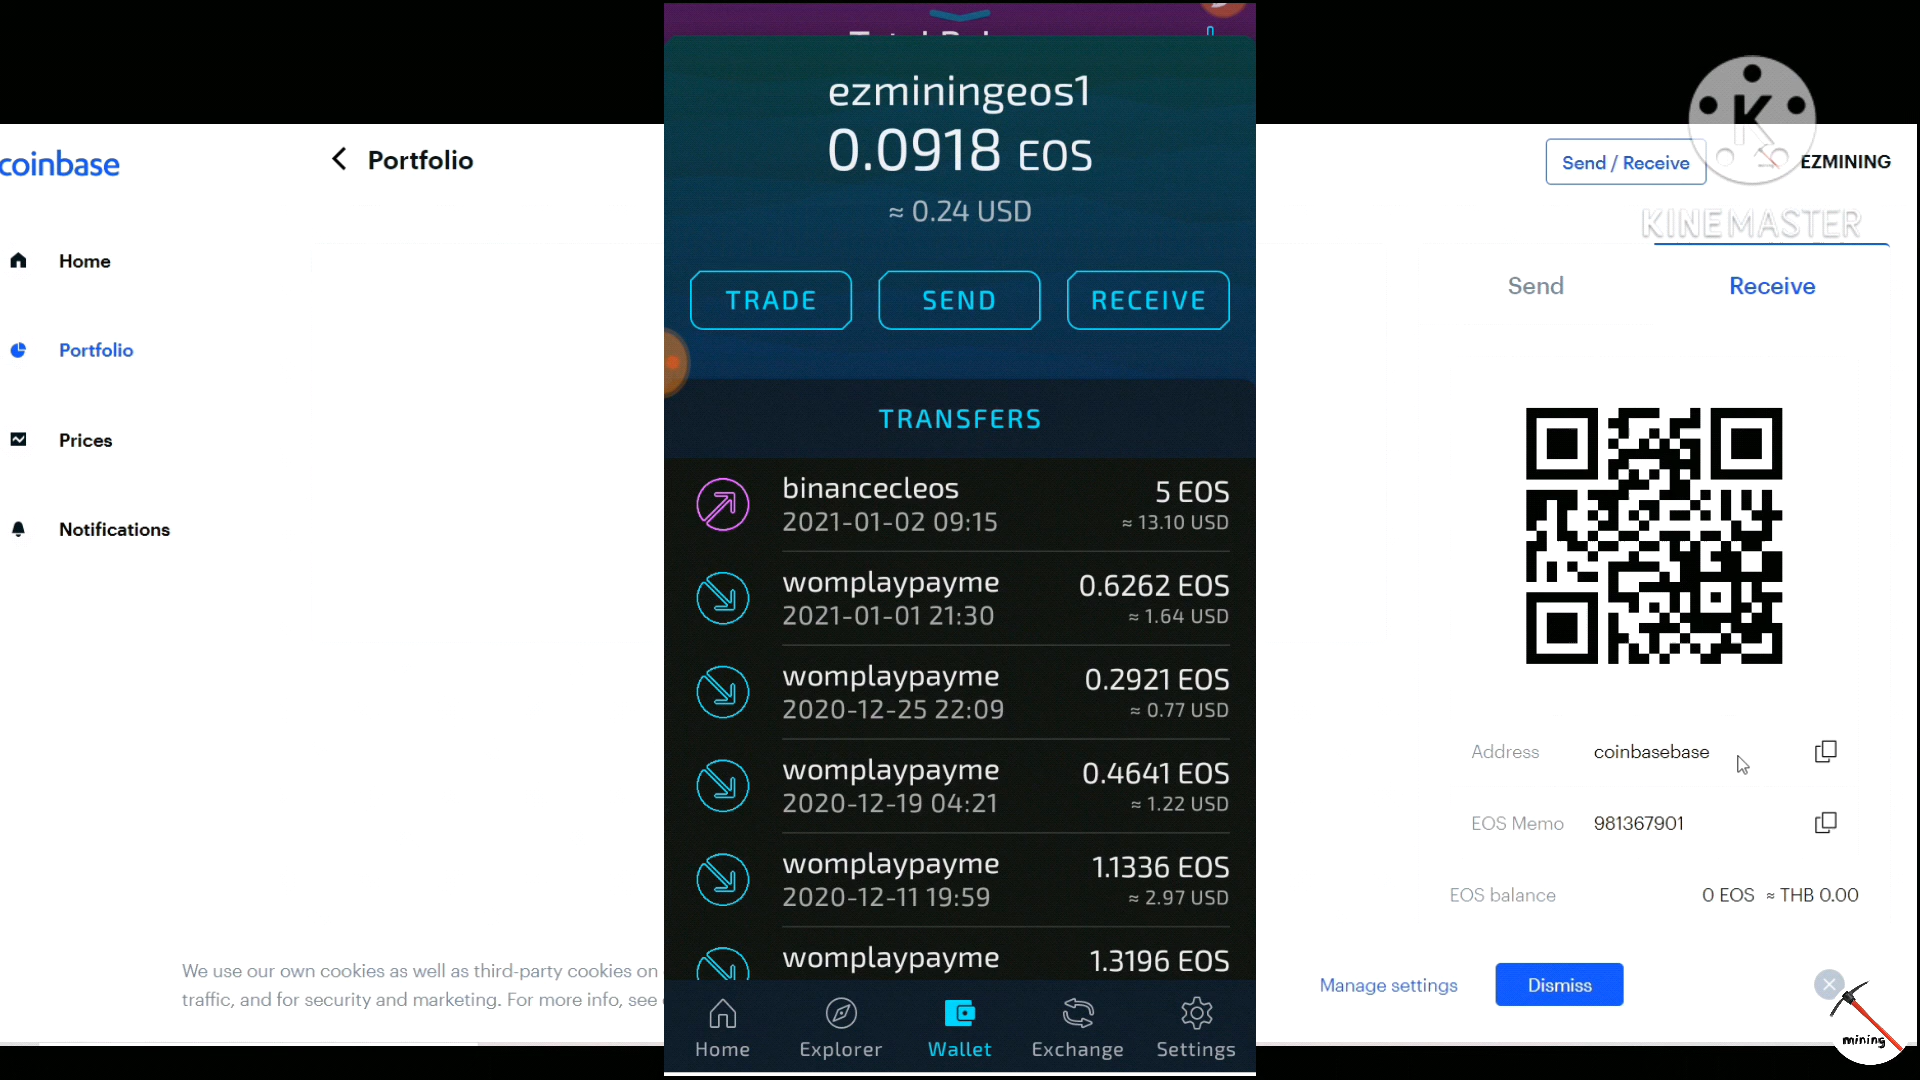 coinbase
Portfolio
Home
Portfolio
Prices
Notifications
We use our own cookies as well as third-party cookies on
traffic, and for security and marketing. For more info, see
ezminingeos1
0.0918 EOS
≈ 0.24 USD
TRADE
SEND
RECEIVE
TRANSFERS
binancecleos
5 EOS
2021-01-02 09:15
≈ 13.10 USD
womplaypayme
0.6262 EOS
2021-01-01 21:30
≈ 1.64 USD
womplaypayme
0.2921 EOS
2020-12-25 22:09
≈ 0.77 USD
womplaypayme
0.4641 EOS
2020-12-19 04:21
≈ 1.22 USD
womplaypayme
1.1336 EOS
2020-12-11 19:59
≈ 2.97 USD
womplaypayme
1.3196 EOS
Home
Explorer
Wallet
Exchange
Settings
Send / Receive
K
EZMINING
KINEMASTER
Send
Receive
Address
coinbasebase
EOS Memo
981367901
EOS balance
0 EOS ≈ THB 0.00
Manage settings
Dismiss
mining